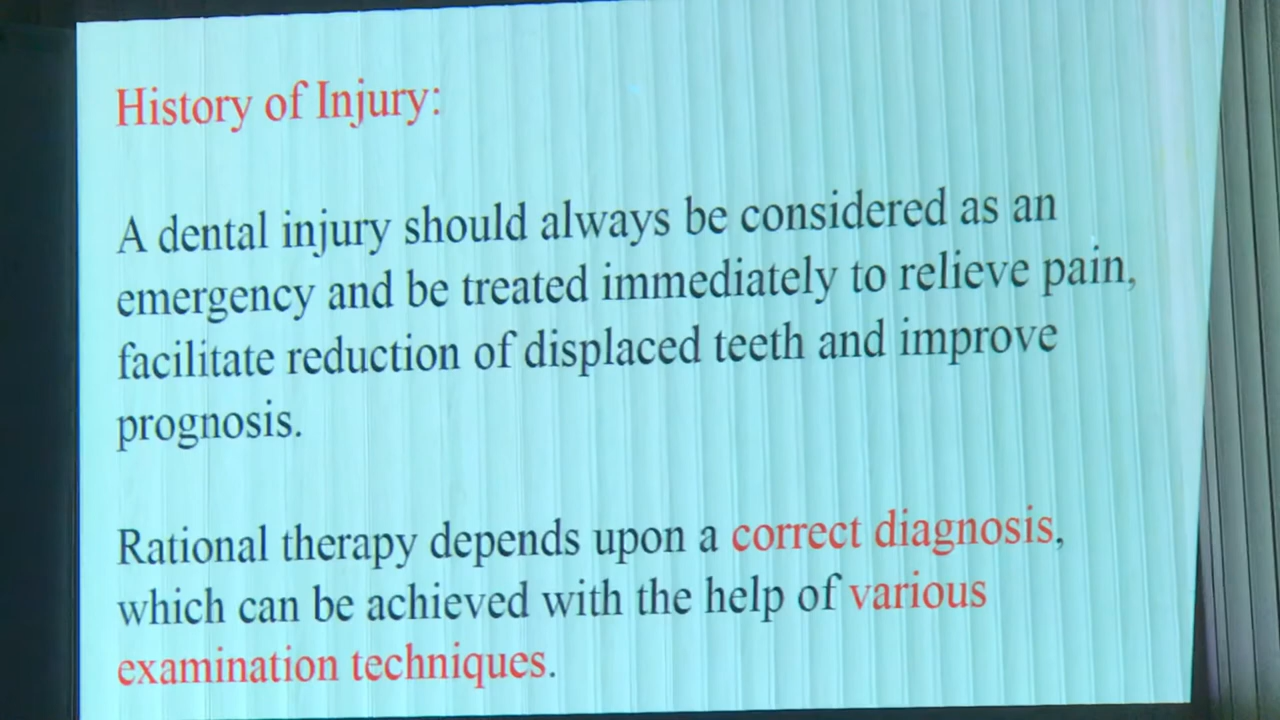 History of Injury:
A dental injury should always be considered as an
emergency and be treated immediately to relieve pain,
facilitate reduction of displaced teeth and improve
prognosis.
Rational therapy depends upon a correct diagnosis,
which can be achieved with the help of various
examination techniques.